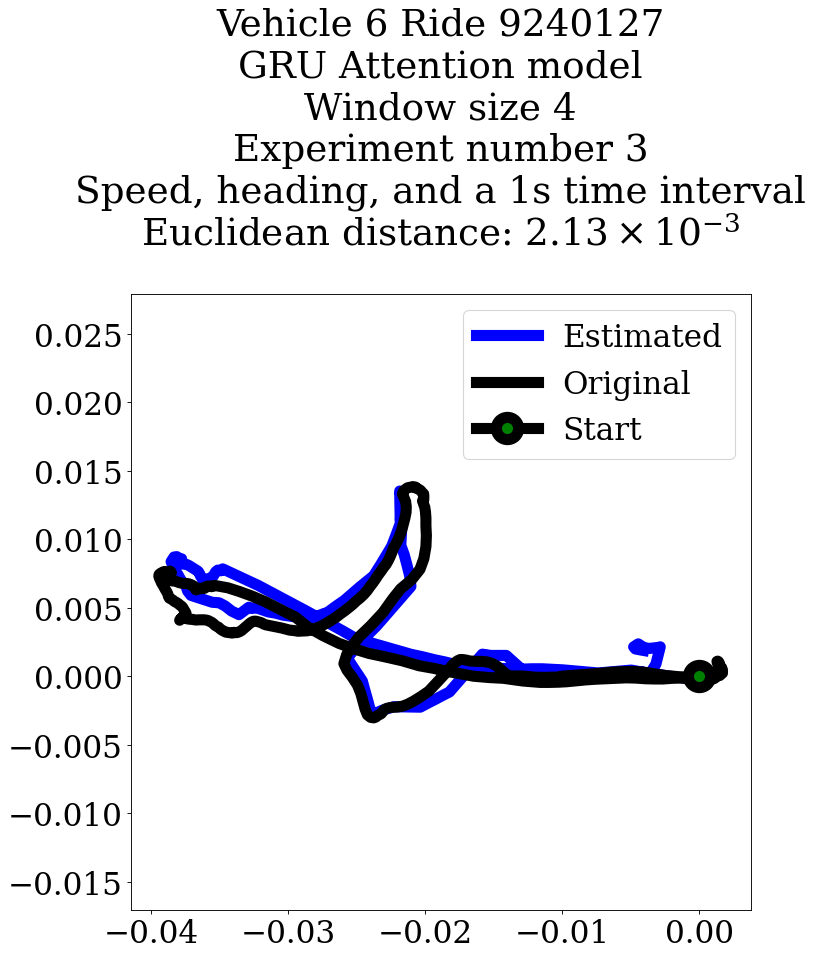 Vehicle 6 Ride 9240127
GRU Attention model
Window size 4
Experiment number 3
Speed, heading, and a 1s time interval
Euclidean distance: 2.13 × 10⁻³
Estimated
Original
Start
0.025
0.020
0.015
0.010
0.005
0.000
−0.005
−0.010
−0.015
−0.04 −0.03 −0.02 −0.01 0.00